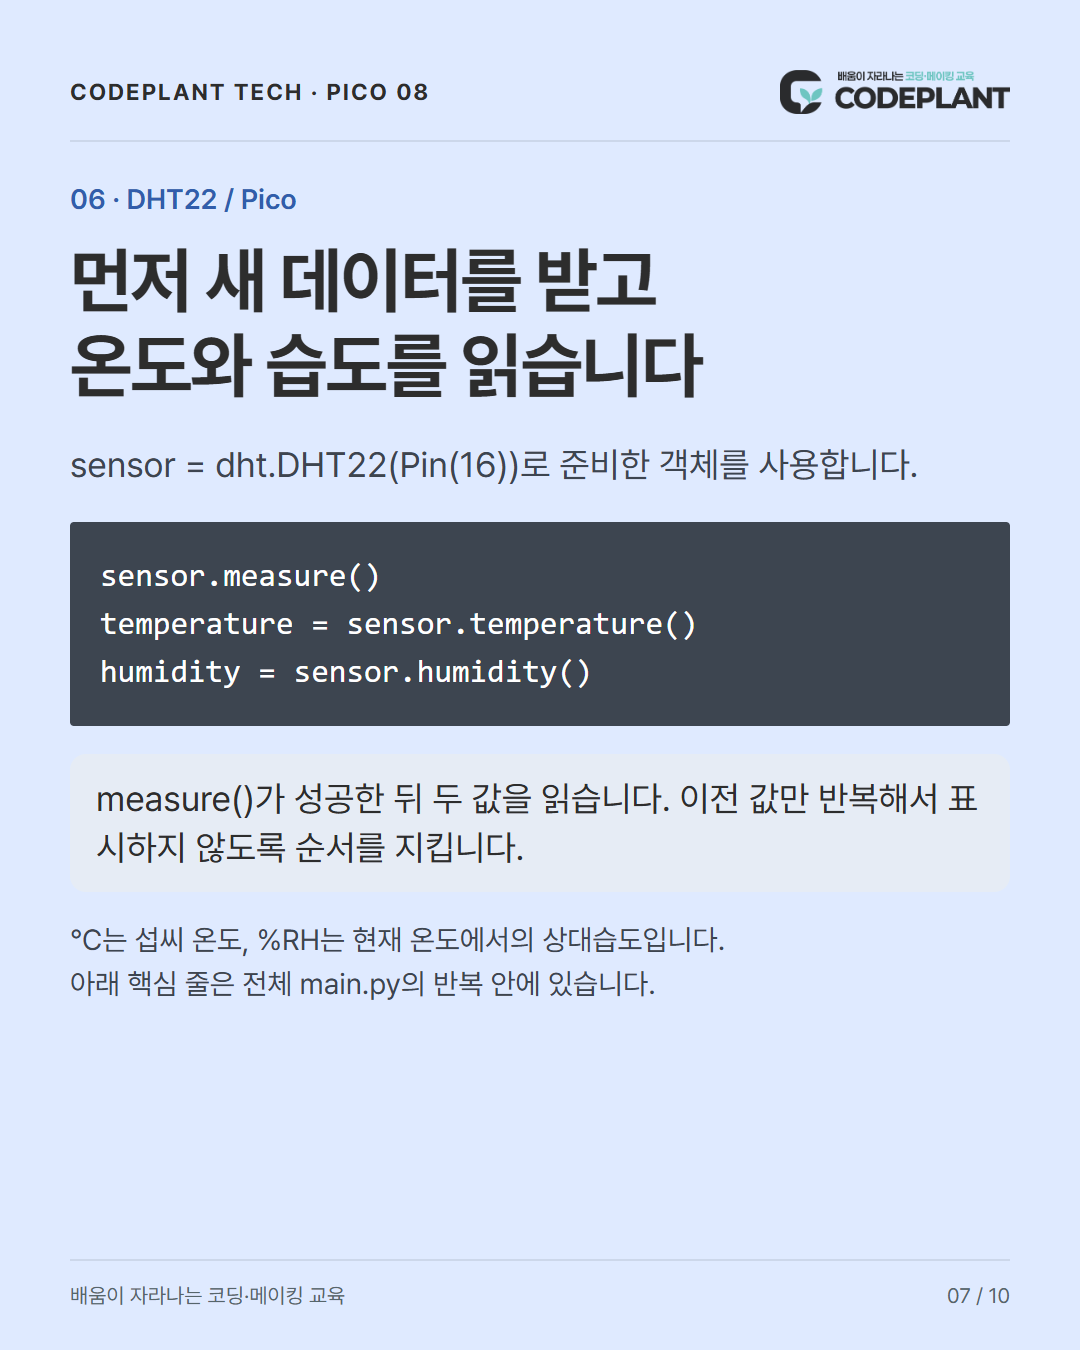 CODEPLANT TECH · PICO 08
배움이 자라나는 코딩·메이킹 교육
CODEPLANT
06 · DHT22 / Pico
먼저 새 데이터를 받고
온도와 습도를 읽습니다
sensor = dht.DHT22(Pin(16))로 준비한 객체를 사용합니다.
sensor.measure()
temperature = sensor.temperature()
humidity = sensor.humidity()
measure()가 성공한 뒤 두 값을 읽습니다. 이전 값만 반복해서 표
시하지 않도록 순서를 지킵니다.
°C는 섭씨 온도, %RH는 현재 온도에서의 상대습도입니다.
아래 핵심 줄은 전체 main.py의 반복 안에 있습니다.
배움이 자라나는 코딩·메이킹 교육
07 / 10